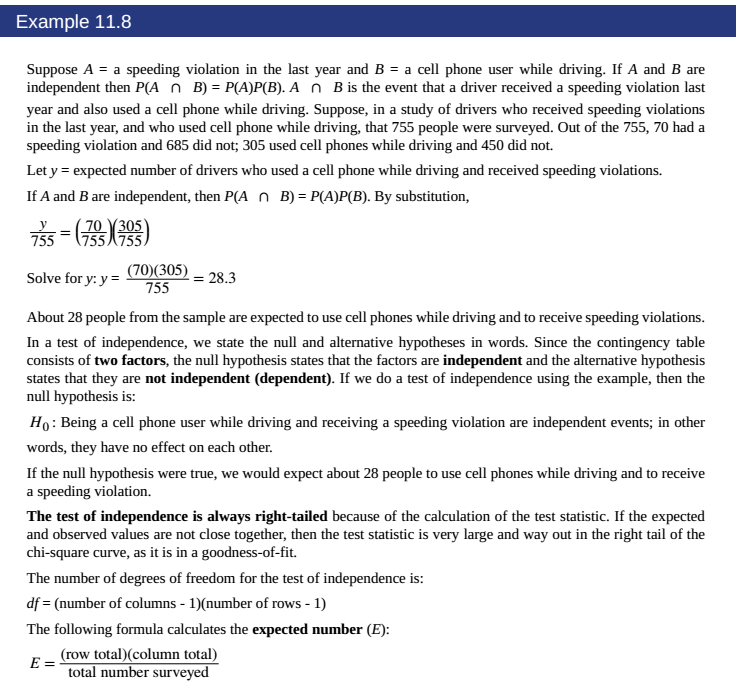 Example 11.8
Suppose A = a speeding violation in the last year and B = a cell phone user while driving. If A and B are
independent then P(A ∩ B) = P(A)P(B). A ∩ B is the event that a driver received a speeding violation last
year and also used a cell phone while driving. Suppose, in a study of drivers who received speeding violations
in the last year, and who used cell phone while driving, that 755 people were surveyed. Out of the 755, 70 had a
speeding violation and 685 did not; 305 used cell phones while driving and 450 did not.
Let y = expected number of drivers who used a cell phone while driving and received speeding violations.
If A and B are independent, then P(A ∩ B) = P(A)P(B). By substitution,
y/755 = (70/755)(305/755)
Solve for y: y = (70)(305)/755 = 28.3
About 28 people from the sample are expected to use cell phones while driving and to receive speeding violations.
In a test of independence, we state the null and alternative hypotheses in words. Since the contingency table
consists of two factors, the null hypothesis states that the factors are independent and the alternative hypothesis
states that they are not independent (dependent). If we do a test of independence using the example, then the
null hypothesis is:
H₀ : Being a cell phone user while driving and receiving a speeding violation are independent events; in other
words, they have no effect on each other.
If the null hypothesis were true, we would expect about 28 people to use cell phones while driving and to receive
a speeding violation.
The test of independence is always right-tailed because of the calculation of the test statistic. If the expected
and observed values are not close together, then the test statistic is very large and way out in the right tail of the
chi-square curve, as it is in a goodness-of-fit.
The number of degrees of freedom for the test of independence is:
df = (number of columns - 1)(number of rows - 1)
The following formula calculates the expected number (E):
E = (row total)(column total)/total number surveyed